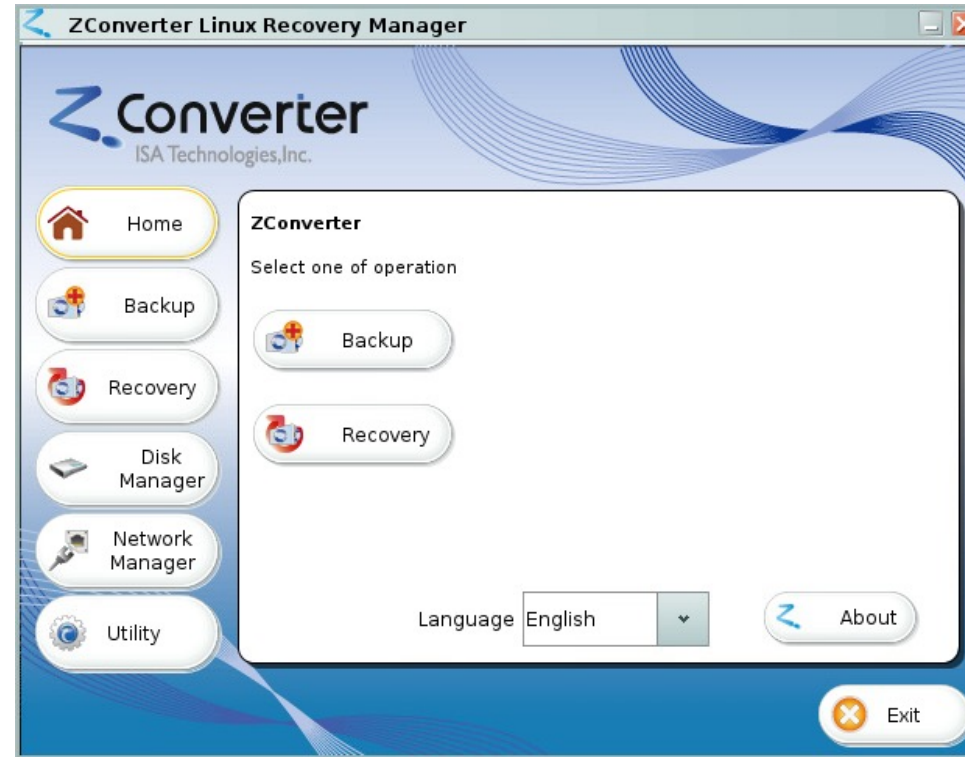 ZConverter Linux Recovery Manager
ZConverter
ISA Technologies,Inc.
Home
Backup
Recovery
Disk
Manager
Network
Manager
Utility
ZConverter
Select one of operation
Backup
Recovery
Language English
About
Exit